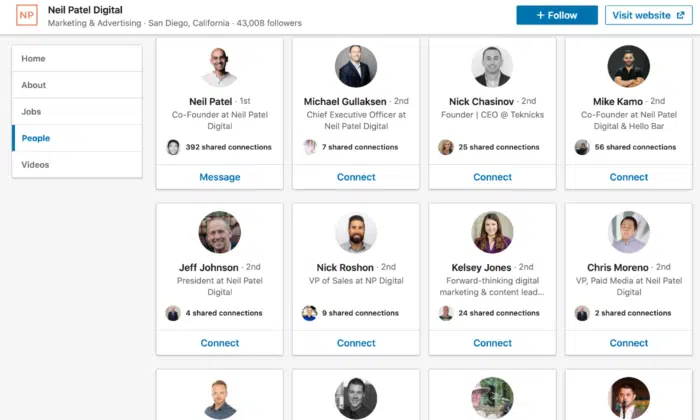 NP
Neil Patel Digital
Marketing & Advertising · San Diego, California · 43,008 followers
+ Follow
Visit website
Home
About
Jobs
People
Videos
Neil Patel · 1st
Co-Founder at Neil Patel
Digital
392 shared connections
Message
Michael Gullaksen · 2nd
Chief Executive Officer at
Neil Patel Digital
7 shared connections
Connect
Nick Chasinov · 2nd
Founder | CEO @ Teknicks
25 shared connections
Connect
Mike Kamo · 2nd
Co-Founder at Neil Patel
Digital & Hello Bar
56 shared connections
Connect
Jeff Johnson · 2nd
President at Neil Patel
Digital
4 shared connections
Connect
Nick Roshon · 2nd
VP of Sales at NP Digital
9 shared connections
Connect
Kelsey Jones · 2nd
Forward-thinking digital
marketing & content lead...
24 shared connections
Connect
Chris Moreno · 2nd
VP, Paid Media at Neil Patel
Digital
2 shared connections
Connect